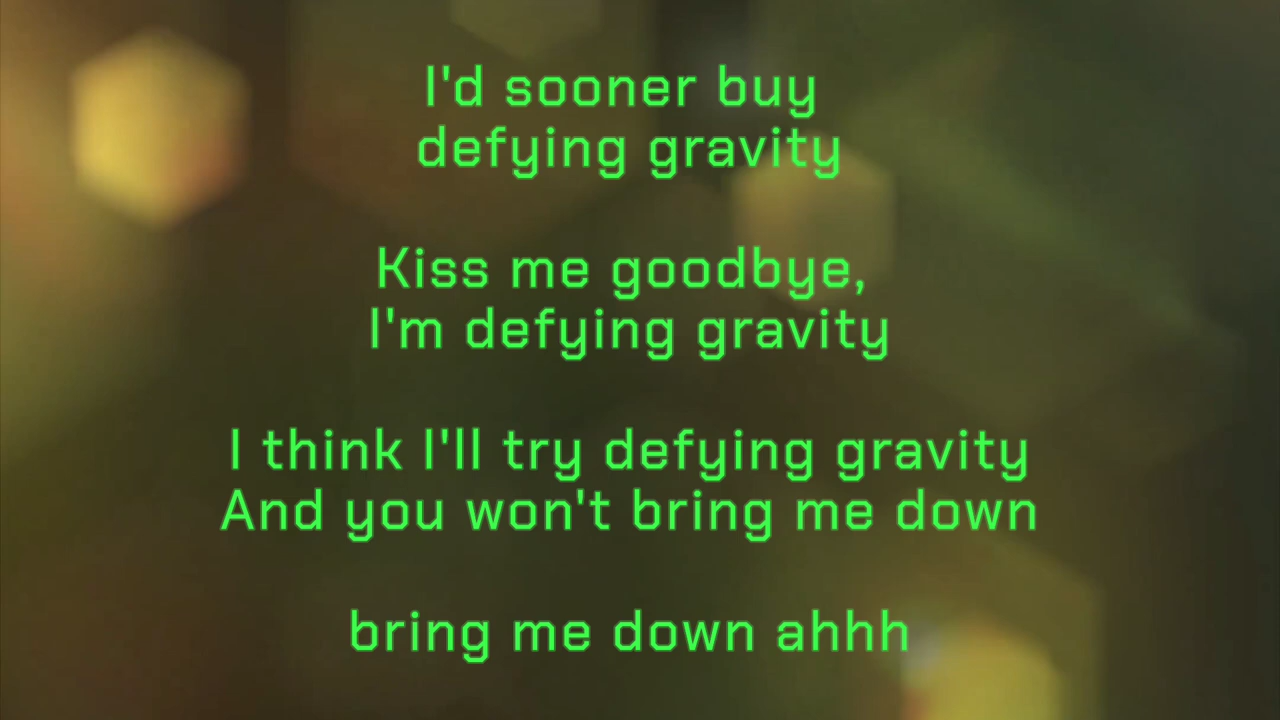 I'd sooner buy
defying gravity
Kiss me goodbye,
I'm defying gravity
I think I'll try defying gravity
And you won't bring me down
bring me down ahhh